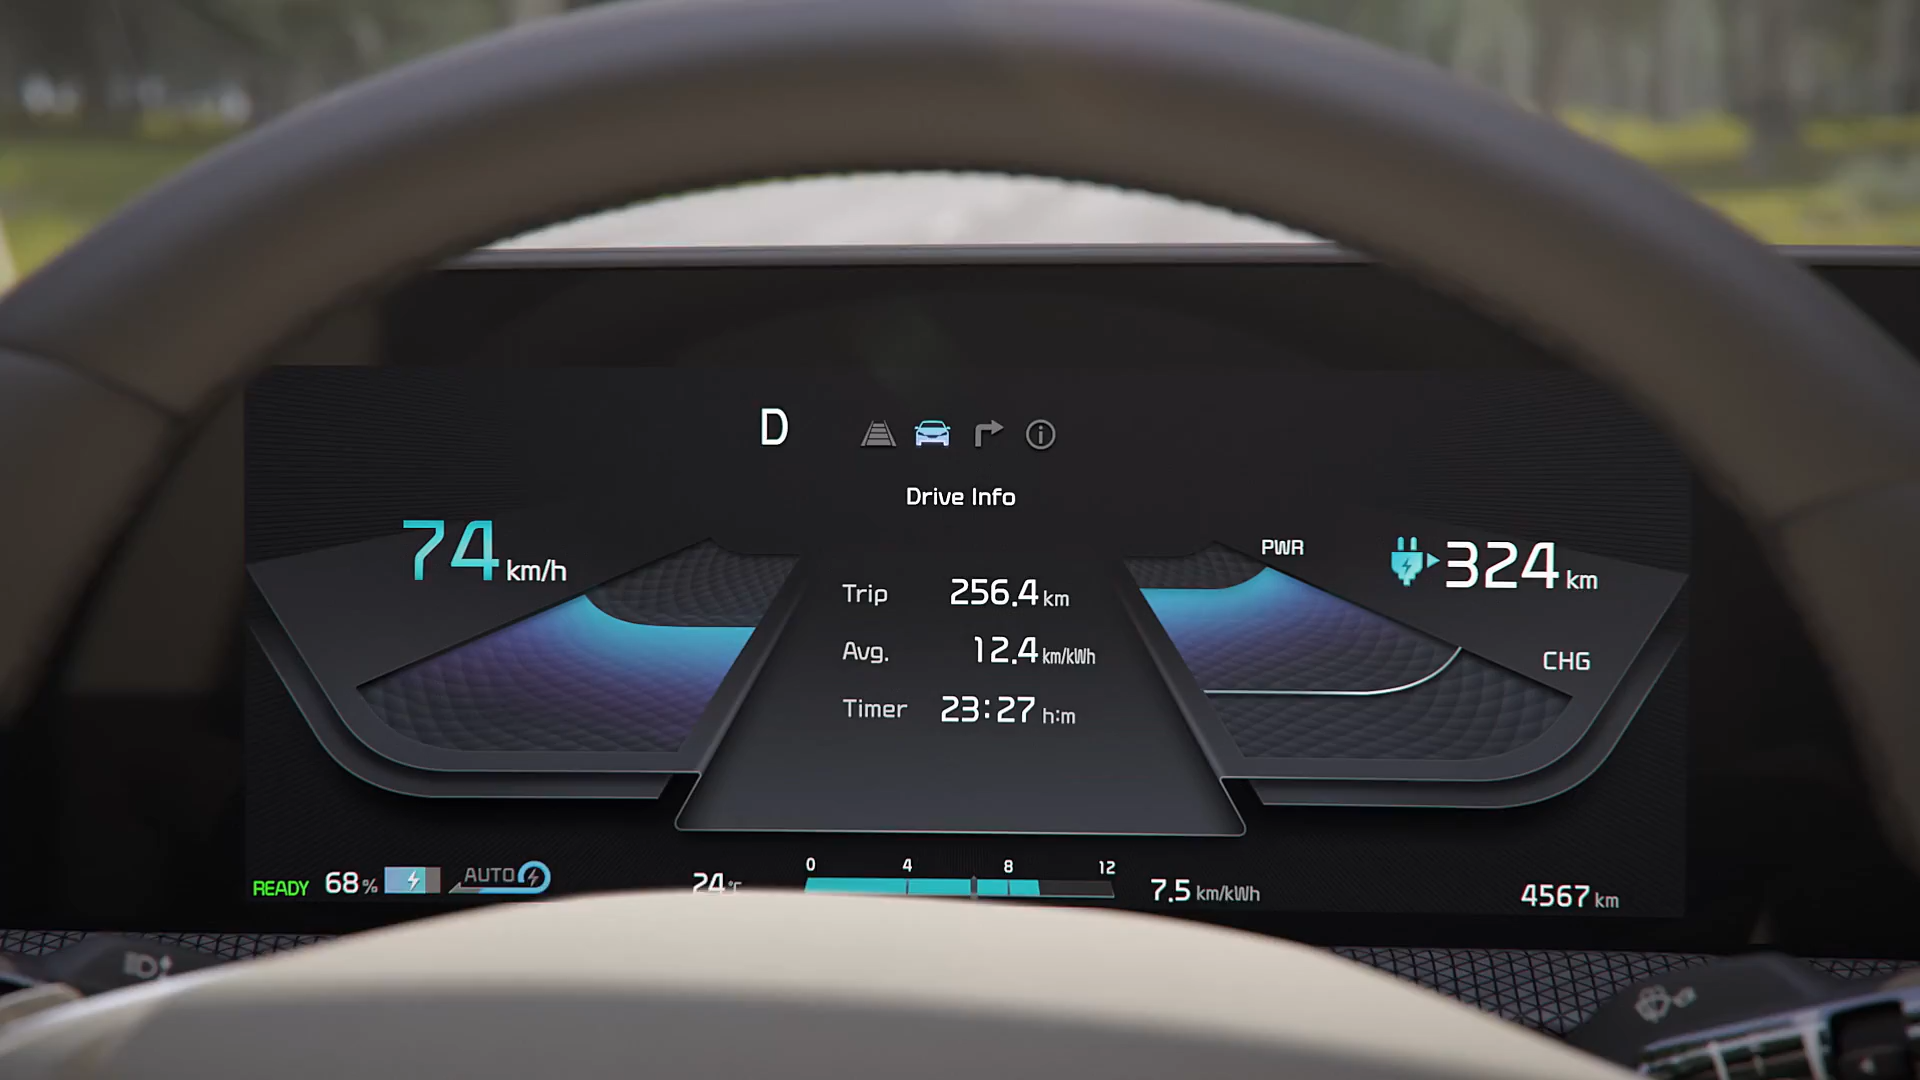 D
Drive Info
74 km/h
PWR
324 km
CHG
Trip 256.4 km
Avg. 12.4 km/kWh
Timer 23:27 h:m
READY 68% AUTO
24°C
0 4 8 12
7.5 km/kWh
4567 km